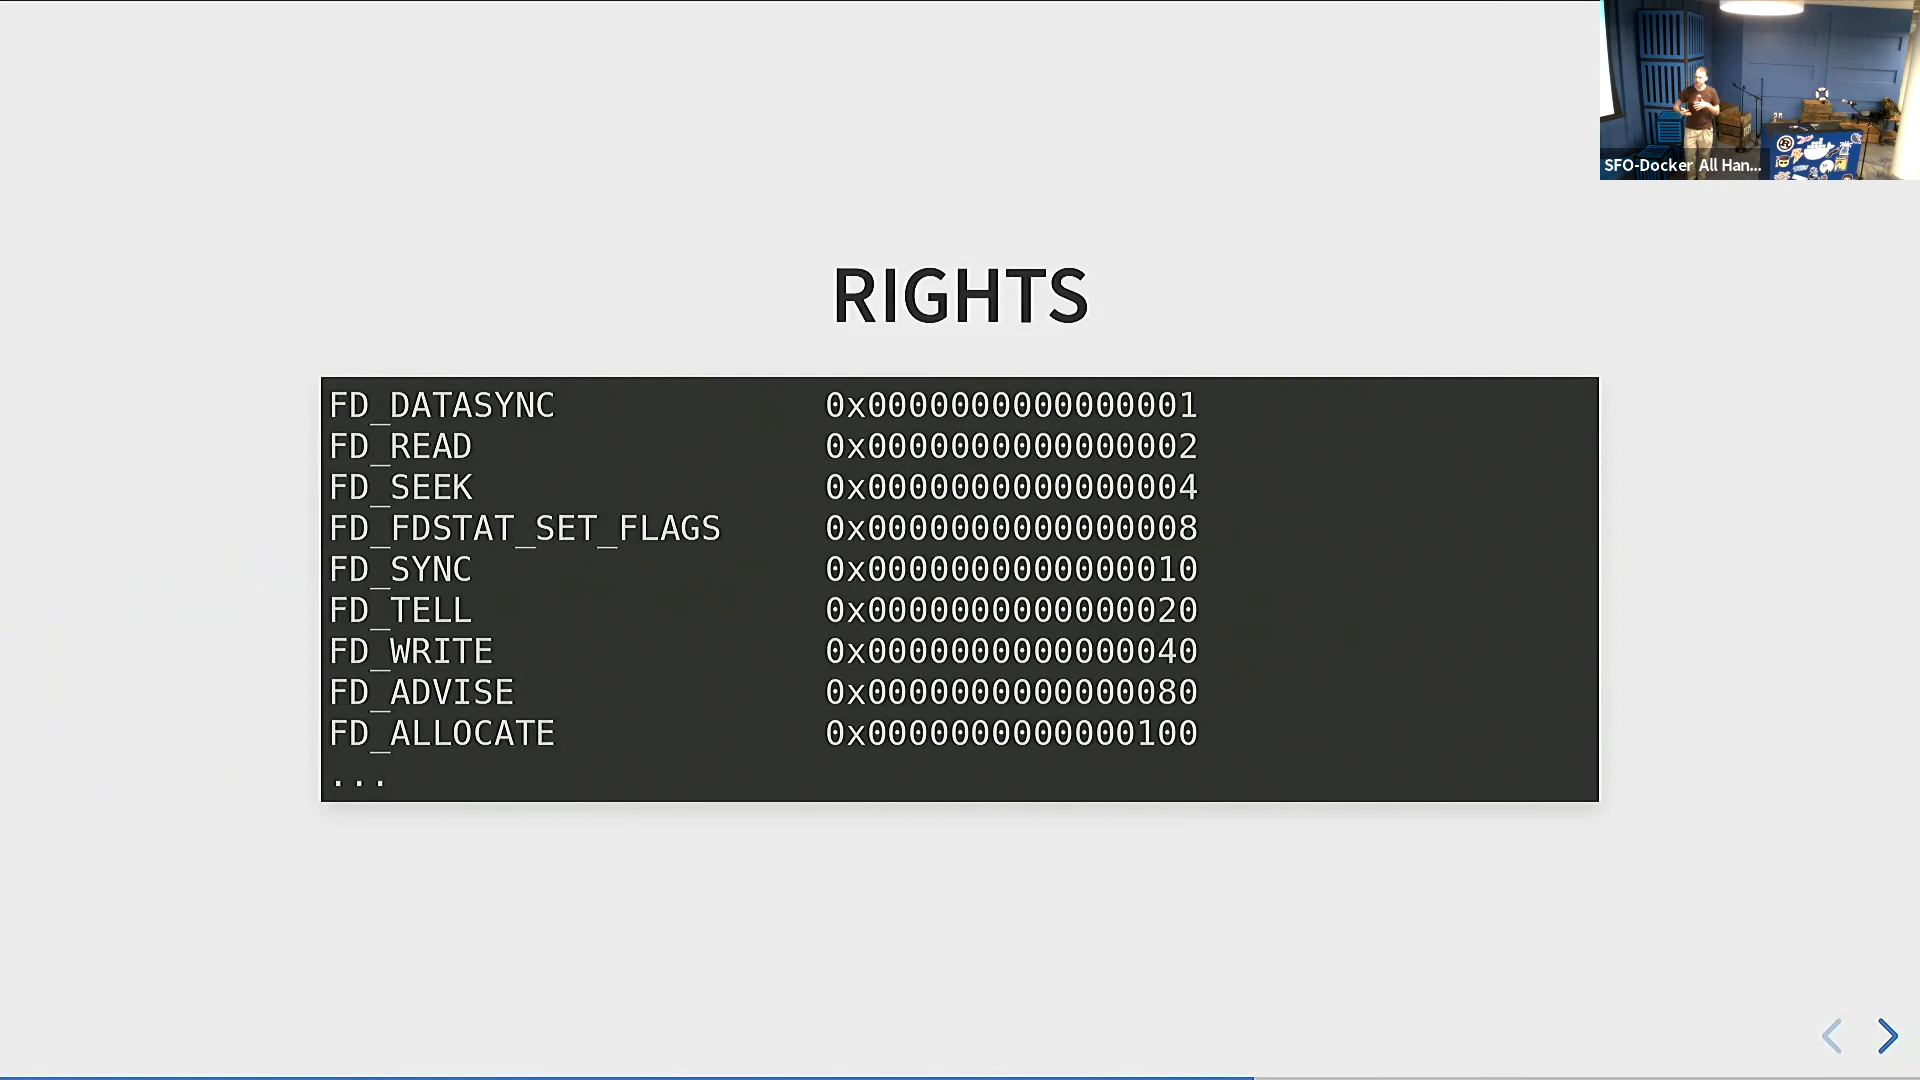 SFO-Docker All Han...
RIGHTS
FD_DATASYNC 0x0000000000000001
FD_READ 0x0000000000000002
FD_SEEK 0x0000000000000004
FD_FDSTAT_SET_FLAGS 0x0000000000000008
FD_SYNC 0x0000000000000010
FD_TELL 0x0000000000000020
FD_WRITE 0x0000000000000040
FD_ADVISE 0x0000000000000080
FD_ALLOCATE 0x0000000000000100
...